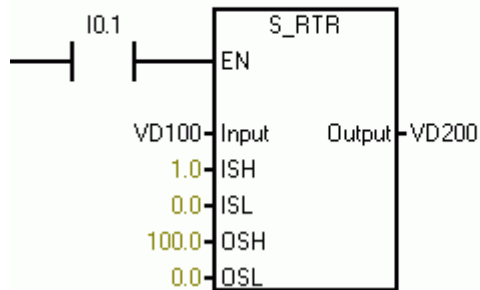 I0.1 S_RTR
EN
VD100 Input Output VD200
1.0 ISH
0.0 ISL
100.0 OSH
0.0 OSL